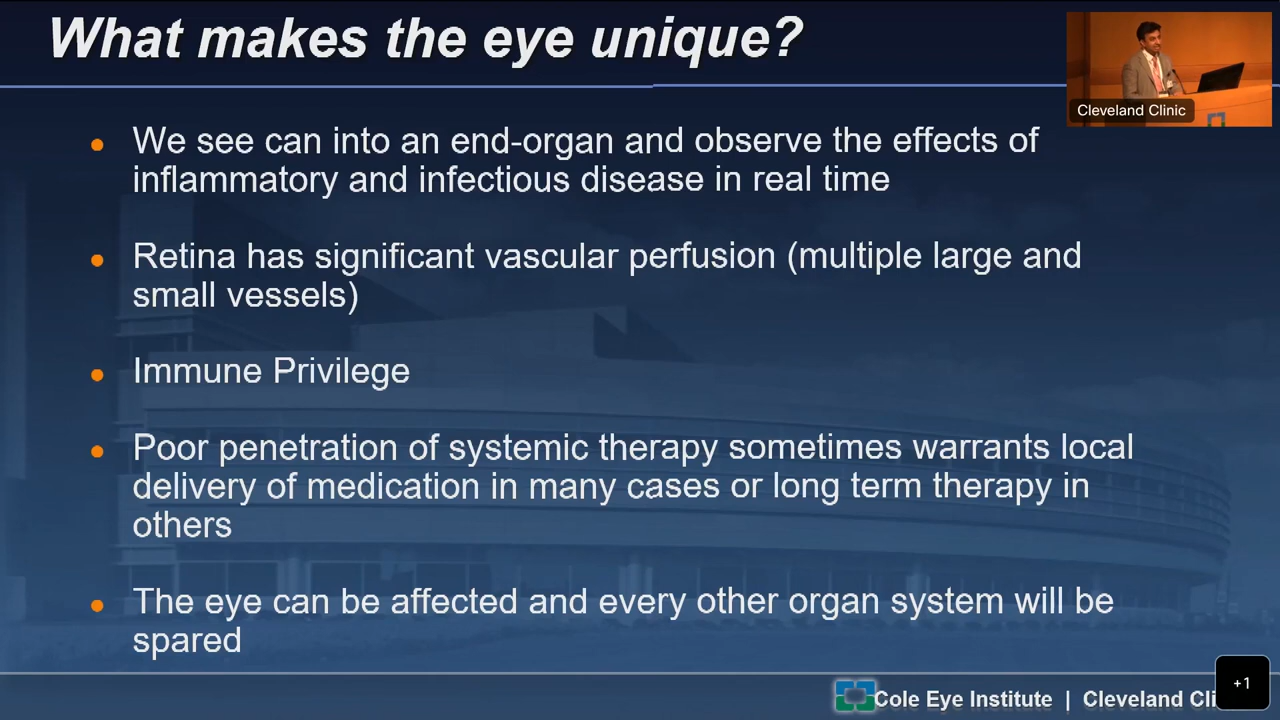 What makes the eye unique?
Cleveland Clinic
We see can into an end-organ and observe the effects of
inflammatory and infectious disease in real time
Retina has significant vascular perfusion (multiple large and
small vessels)
Immune Privilege
Poor penetration of systemic therapy sometimes warrants local
delivery of medication in many cases or long term therapy in
others
The eye can be affected and every other organ system will be
spared
Cole Eye Institute | Cleveland Cli
+1